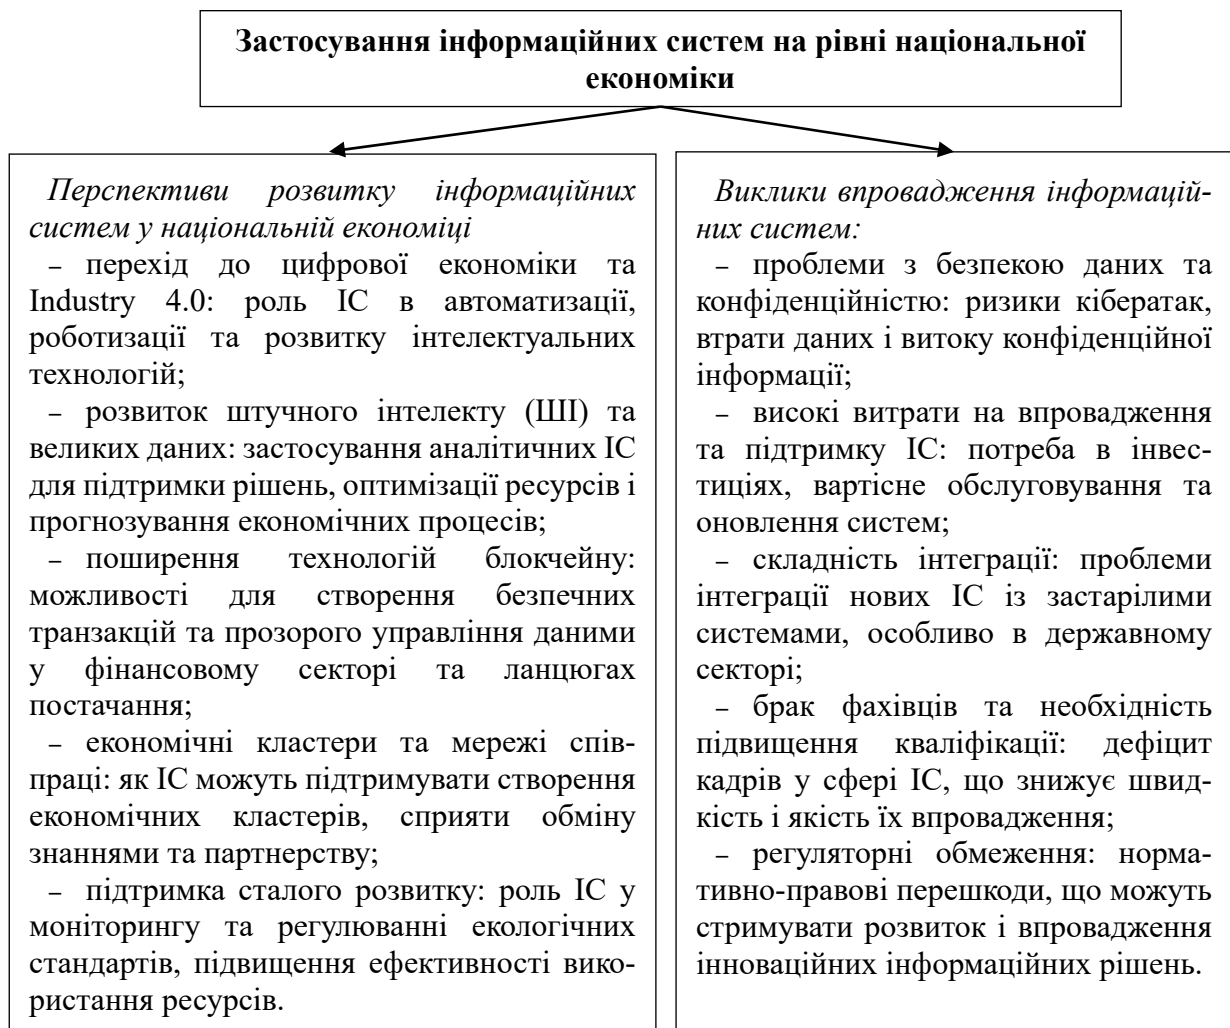 Застосування інформаційних систем на рівні національної
економіки
Перспективи розвитку інформаційних
систем у національній економіці
– перехід до цифрової економіки та
Industry 4.0: роль ІС в автоматизації,
роботизації та розвитку інтелектуальних
технологій;
– розвиток штучного інтелекту (ШІ) та
великих даних: застосування аналітичних ІС
для підтримки рішень, оптимізації ресурсів і
прогнозування економічних процесів;
– поширення технологій блокчейну:
можливості для створення безпечних
транзакцій та прозорого управління даними
у фінансовому секторі та ланцюгах
постачання;
– економічні кластери та мережі спів-
праці: як ІС можуть підтримувати створення
економічних кластерів, сприяти обміну
знаннями та партнерству;
– підтримка сталого розвитку: роль ІС у
моніторингу та регулюванні екологічних
стандартів, підвищення ефективності вико-
ристання ресурсів.
Виклики впровадження інформацій-
них систем:
– проблеми з безпекою даних та
конфіденційністю: ризики кібератак,
втрати даних і витоку конфіденційної
інформації;
– високі витрати на впровадження
та підтримку ІС: потреба в інвес-
тиціях, вартісне обслуговування та
оновлення систем;
– складність інтеграції: проблеми
інтеграції нових ІС із застарілими
системами, особливо в державному
секторі;
– брак фахівців та необхідність
підвищення кваліфікації: дефіцит
кадрів у сфері ІС, що знижує швид-
кість і якість їх впровадження;
– регуляторні обмеження: норма-
тивно-правові перешкоди, що можуть
стримувати розвиток і впровадження
інноваційних інформаційних рішень.